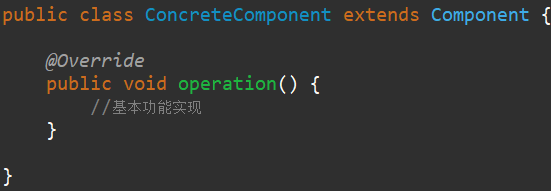 public class ConcreteComponent extends Component {
@Override
public void operation() {
//基本功能实现
}
}